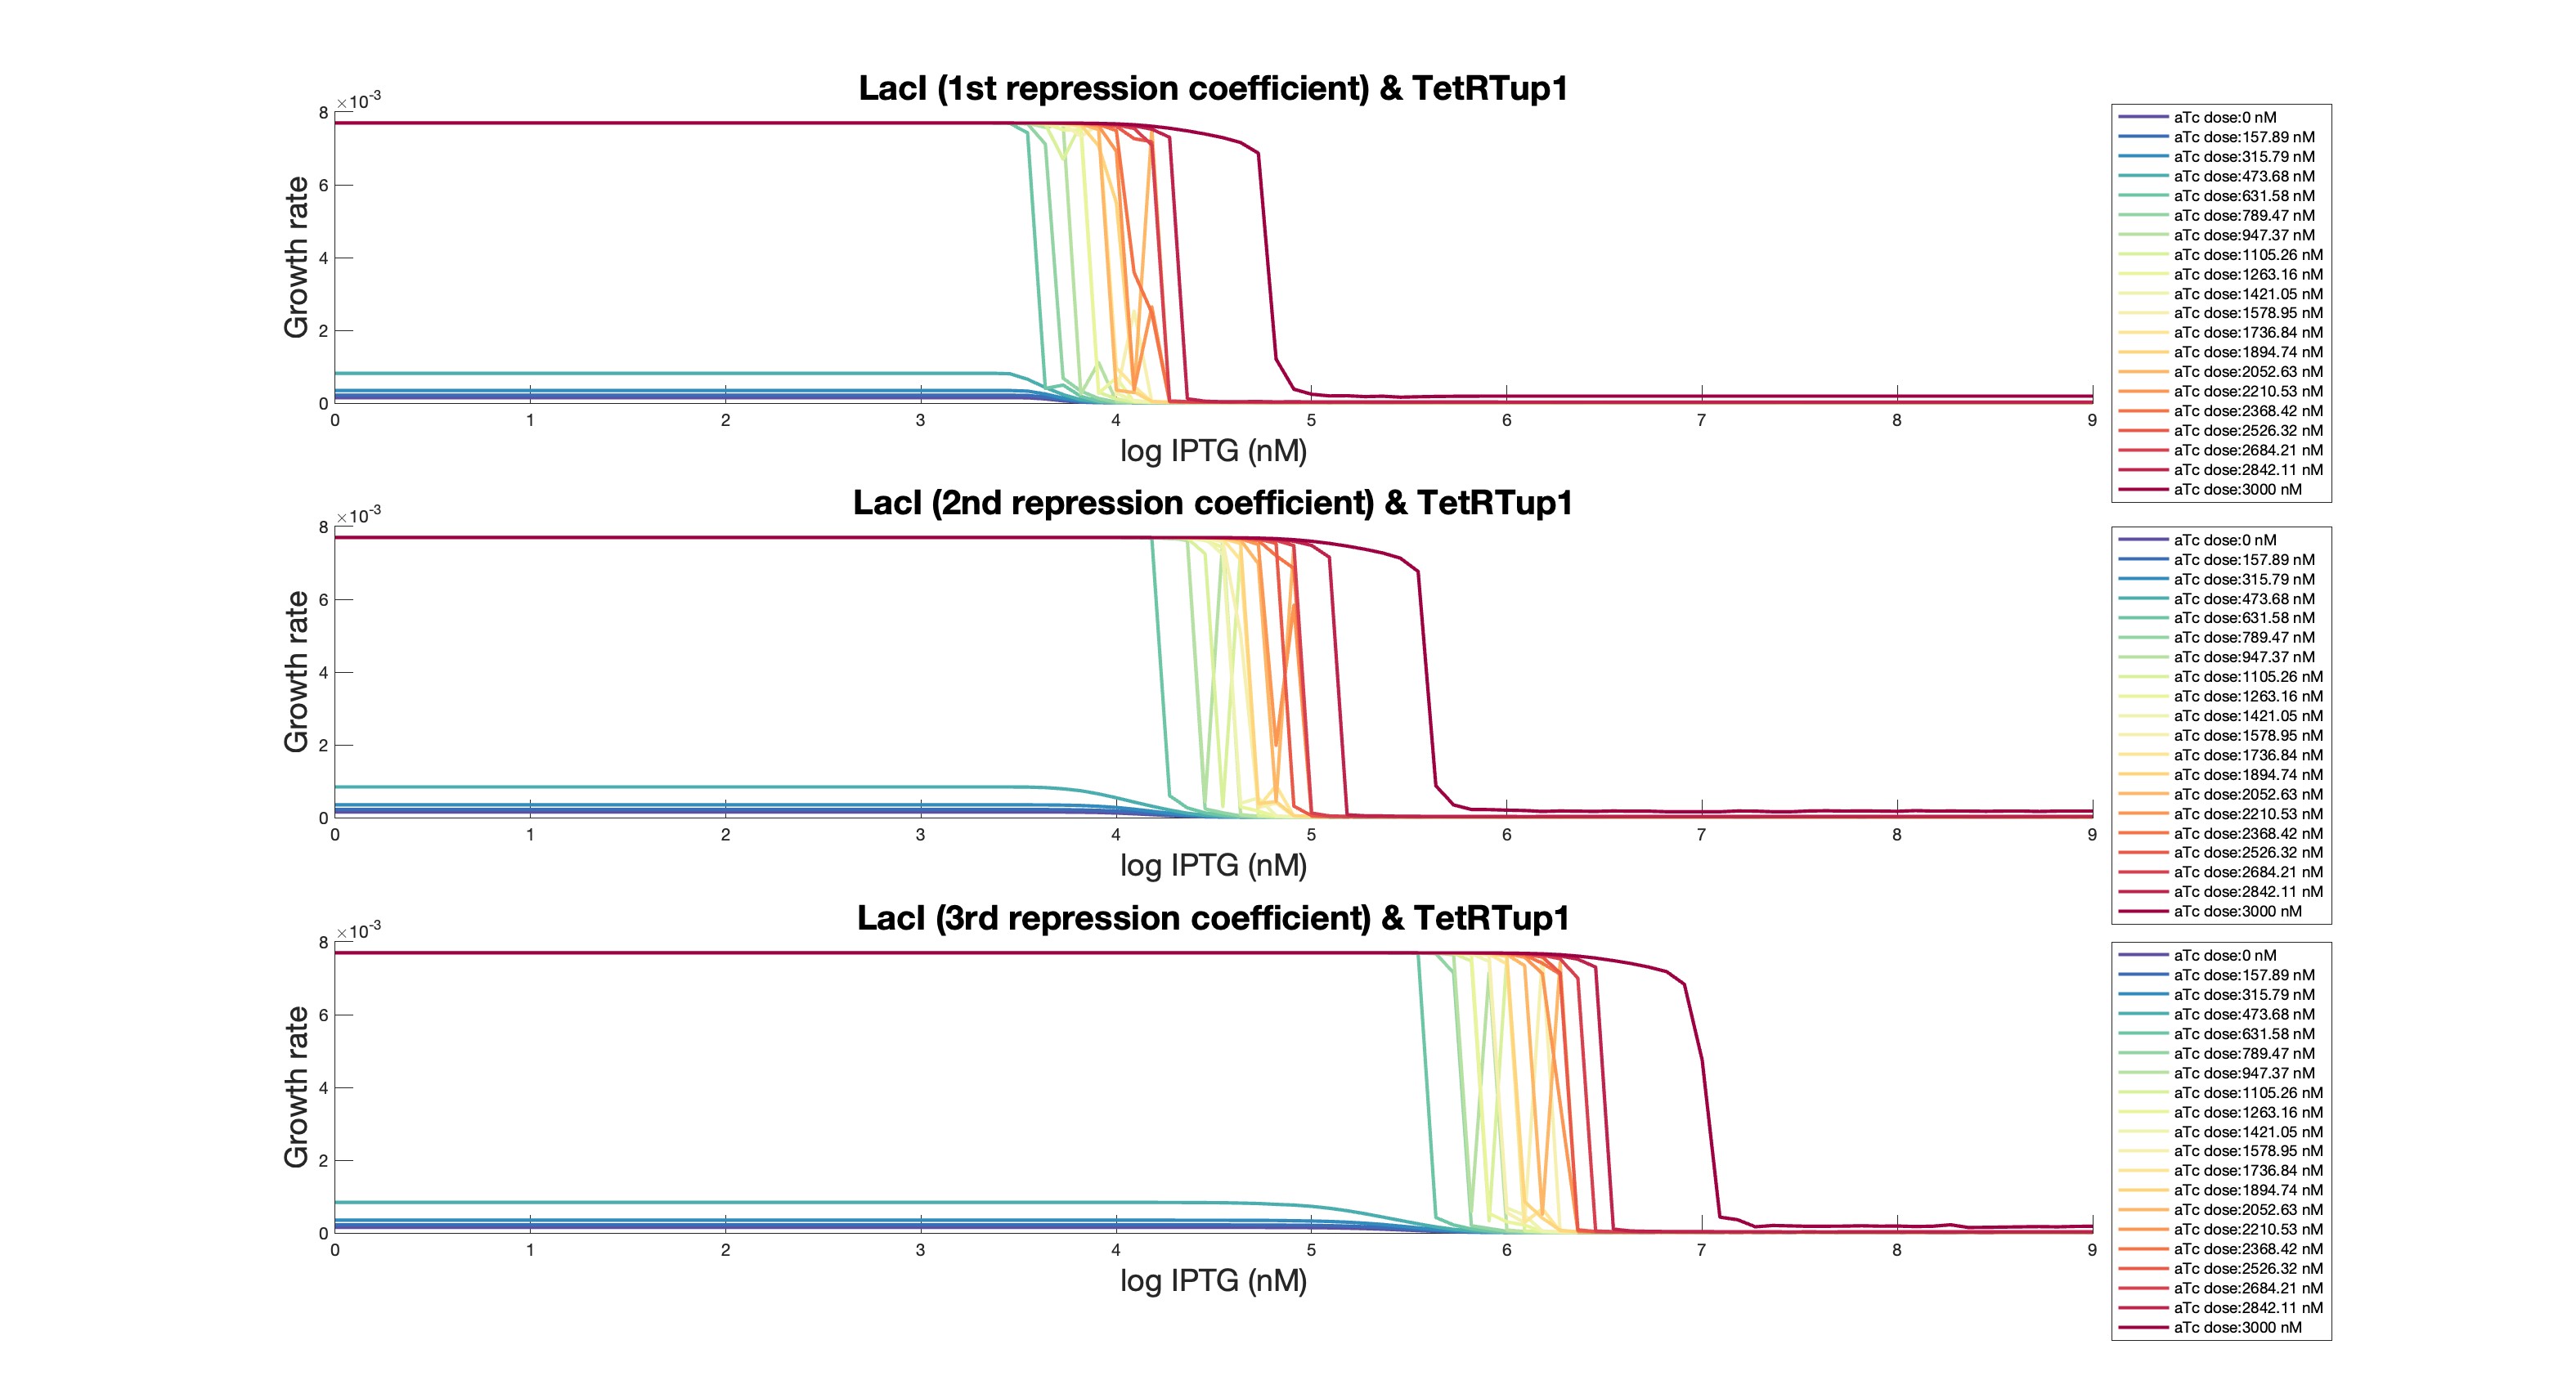 LacI (1st repression coefficient) & TetRTup1
×10-3
8
6
4
2
0
Growth rate
0 1 2 3 4 5 6 7 8 9
log IPTG (nM)
aTc dose:0 nM
aTc dose:157.89 nM
aTc dose:315.79 nM
aTc dose:473.68 nM
aTc dose:631.58 nM
aTc dose:789.47 nM
aTc dose:947.37 nM
aTc dose:1105.26 nM
aTc dose:1263.16 nM
aTc dose:1421.05 nM
aTc dose:1578.95 nM
aTc dose:1736.84 nM
aTc dose:1894.74 nM
aTc dose:2052.63 nM
aTc dose:2210.53 nM
aTc dose:2368.42 nM
aTc dose:2526.32 nM
aTc dose:2684.21 nM
aTc dose:2842.11 nM
aTc dose:3000 nM
LacI (2nd repression coefficient) & TetRTup1
×10-3
8
6
4
2
0
Growth rate
0 1 2 3 4 5 6 7 8 9
log IPTG (nM)
aTc dose:0 nM
aTc dose:157.89 nM
aTc dose:315.79 nM
aTc dose:473.68 nM
aTc dose:631.58 nM
aTc dose:789.47 nM
aTc dose:947.37 nM
aTc dose:1105.26 nM
aTc dose:1263.16 nM
aTc dose:1421.05 nM
aTc dose:1578.95 nM
aTc dose:1736.84 nM
aTc dose:1894.74 nM
aTc dose:2052.63 nM
aTc dose:2210.53 nM
aTc dose:2368.42 nM
aTc dose:2526.32 nM
aTc dose:2684.21 nM
aTc dose:2842.11 nM
aTc dose:3000 nM
LacI (3rd repression coefficient) & TetRTup1
×10-3
8
6
4
2
0
Growth rate
0 1 2 3 4 5 6 7 8 9
log IPTG (nM)
aTc dose:0 nM
aTc dose:157.89 nM
aTc dose:315.79 nM
aTc dose:473.68 nM
aTc dose:631.58 nM
aTc dose:789.47 nM
aTc dose:947.37 nM
aTc dose:1105.26 nM
aTc dose:1263.16 nM
aTc dose:1421.05 nM
aTc dose:1578.95 nM
aTc dose:1736.84 nM
aTc dose:1894.74 nM
aTc dose:2052.63 nM
aTc dose:2210.53 nM
aTc dose:2368.42 nM
aTc dose:2526.32 nM
aTc dose:2684.21 nM
aTc dose:2842.11 nM
aTc dose:3000 nM